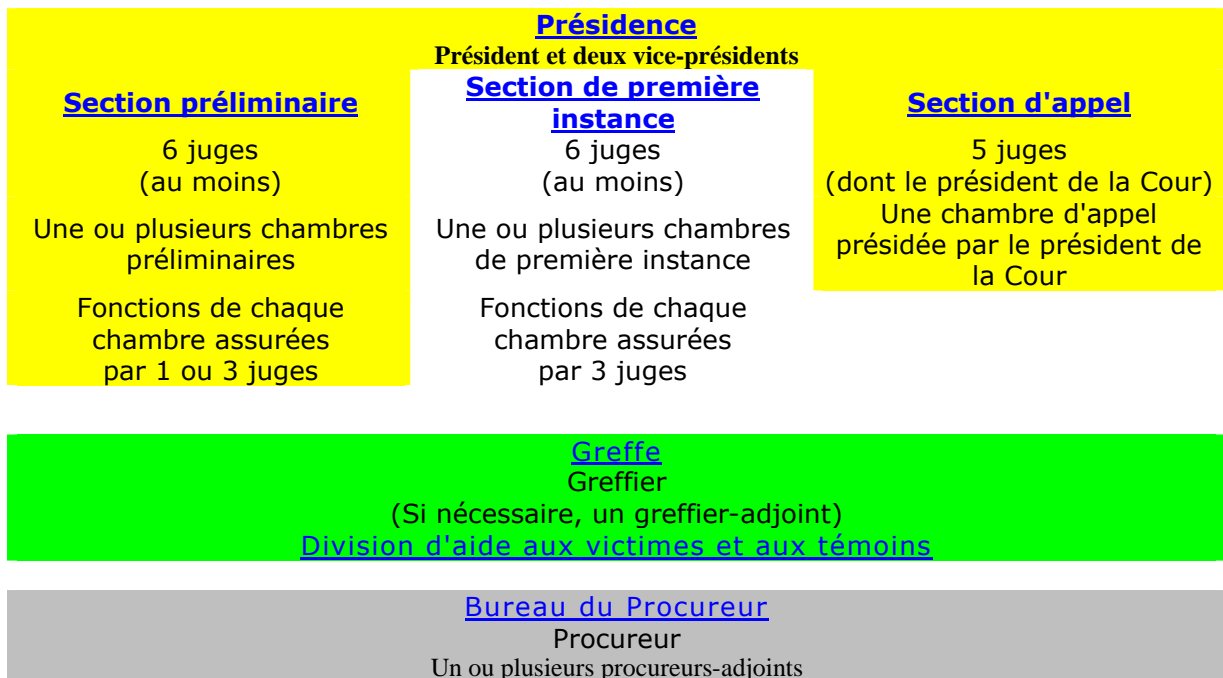 Présidence
Président et deux vice-présidents
Section préliminaire
6 juges
(au moins)
Une ou plusieurs chambres
préliminaires
Fonctions de chaque
chambre assurées
par 1 ou 3 juges
Section de première
instance
6 juges
(au moins)
Une ou plusieurs chambres
de première instance
Fonctions de chaque
chambre assurées
par 3 juges
Section d'appel
5 juges
(dont le président de la Cour)
Une chambre d'appel
présidée par le président de
la Cour
Greffe
Greffier
(Si nécessaire, un greffier-adjoint)
Division d'aide aux victimes et aux témoins
Bureau du Procureur
Procureur
Un ou plusieurs procureurs-adjoints